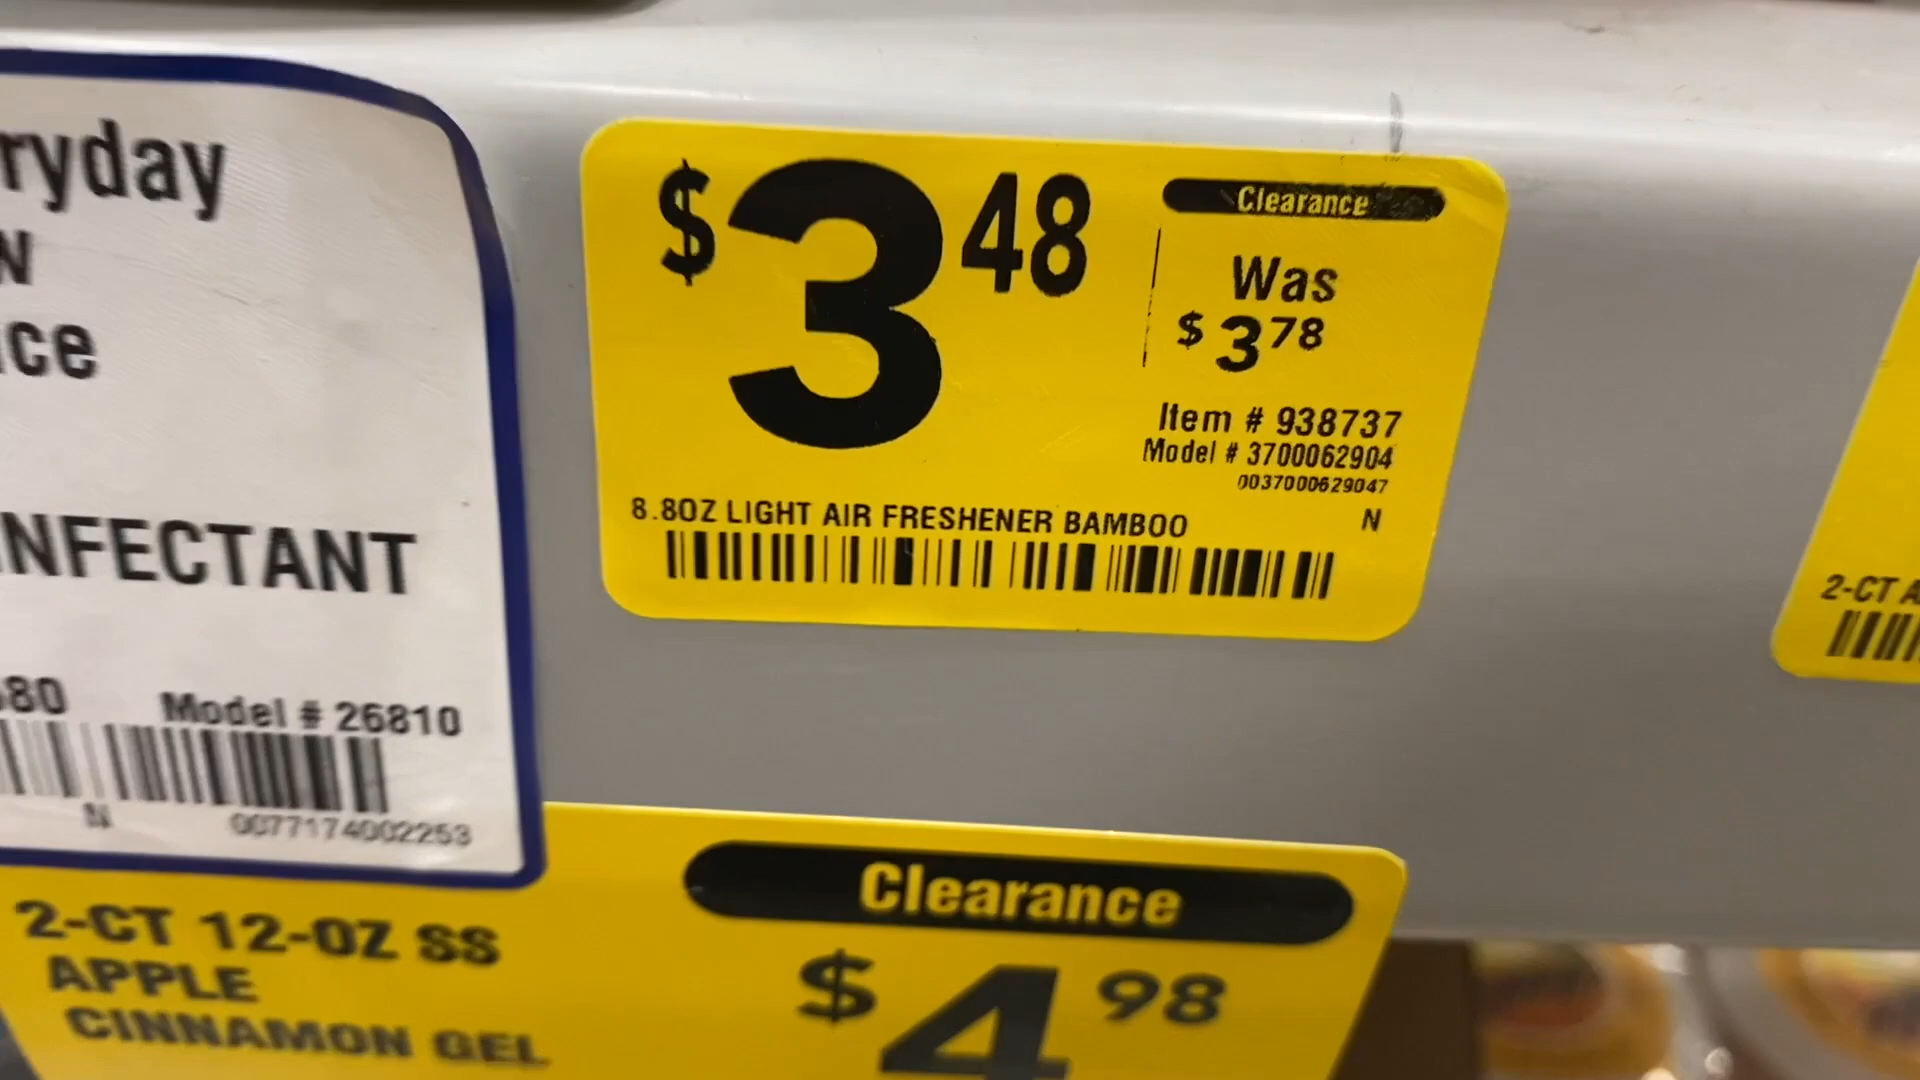 ryday
N
ce
NFECTANT
80 Model # 26810
N 0077174002253
$3 48
Clearance
Was
$3 78
Item # 938737
Model # 3700062904
0037000629047
8.8OZ LIGHT AIR FRESHENER BAMBOO N
2-CT 12-OZ SS
APPLE
CINNAMON GEL
Clearance
$4 98
2-CT A